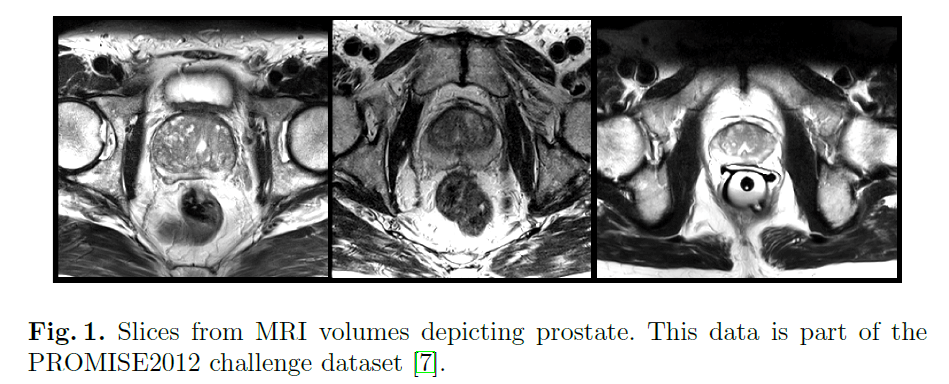 Fig. 1. Slices from MRI volumes depicting prostate. This data is part of the
PROMISE2012 challenge dataset [7].